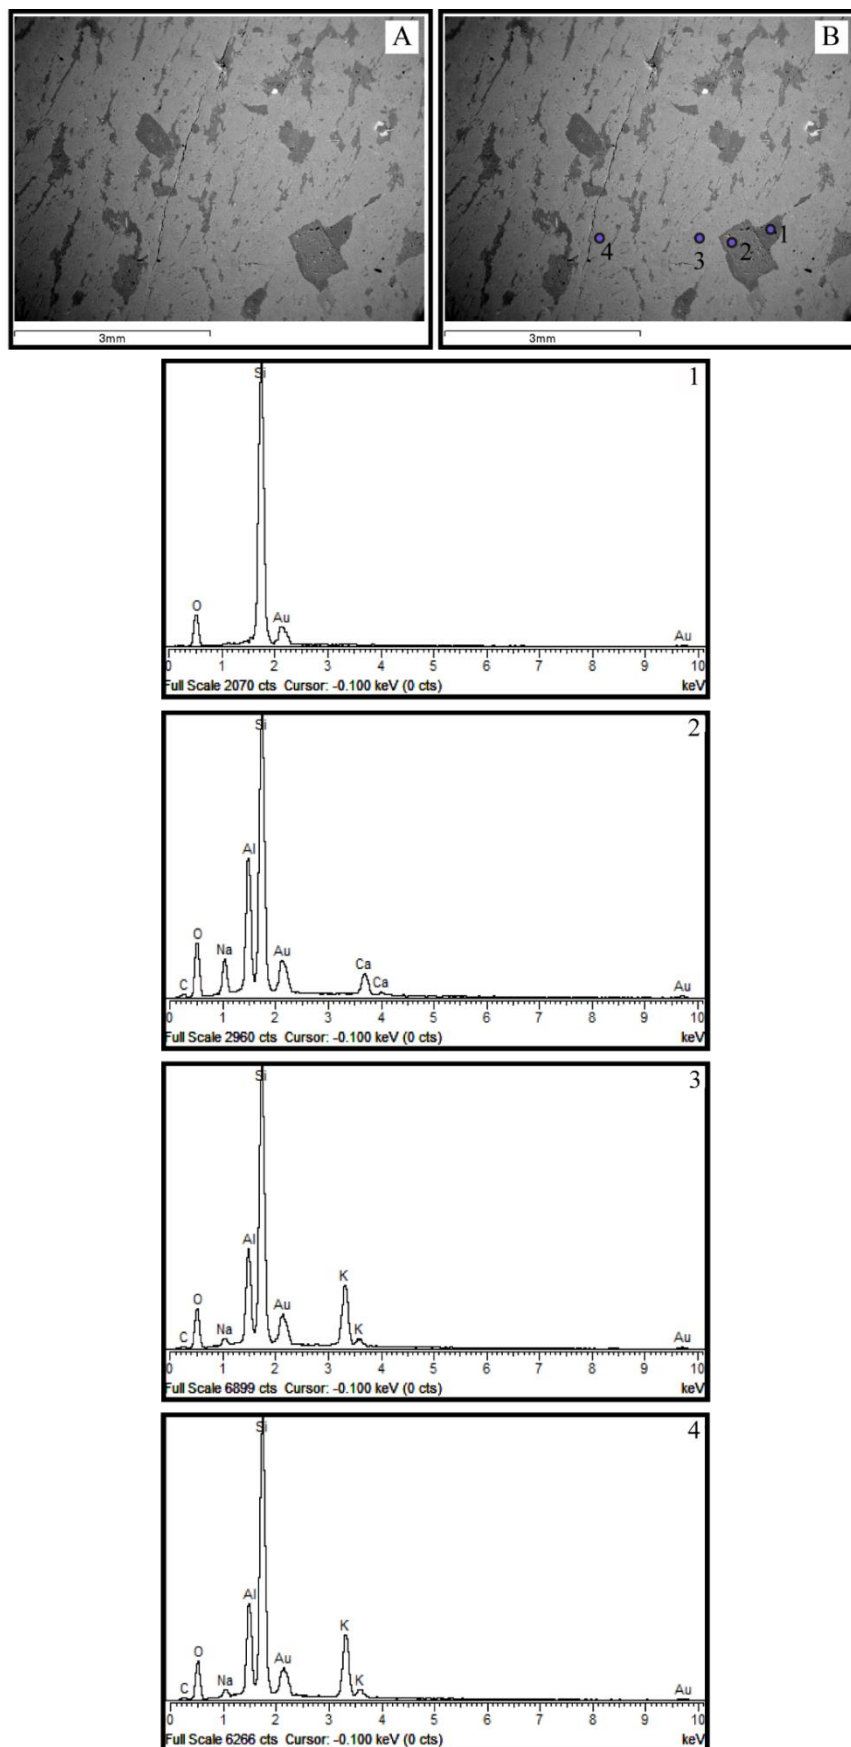 A
B
3mm
3mm
4
3
2
1
1
Si
O
Au
Au
0 1 2 3 4 5 6 7 8 9 10
Full Scale 2070 cts Cursor: -0.100 keV (0 cts) keV
2
Si
Al
O
Na
Au
Ca
Ca
C
Au
0 1 2 3 4 5 6 7 8 9 10
Full Scale 2960 cts Cursor: -0.100 keV (0 cts) keV
3
Si
Al
K
O
Au
Na
K
C
Au
0 1 2 3 4 5 6 7 8 9 10
Full Scale 6899 cts Cursor: -0.100 keV (0 cts) keV
4
Si
Al
K
O
Au
Na
K
C
Au
0 1 2 3 4 5 6 7 8 9 10
Full Scale 6266 cts Cursor: -0.100 keV (0 cts) keV